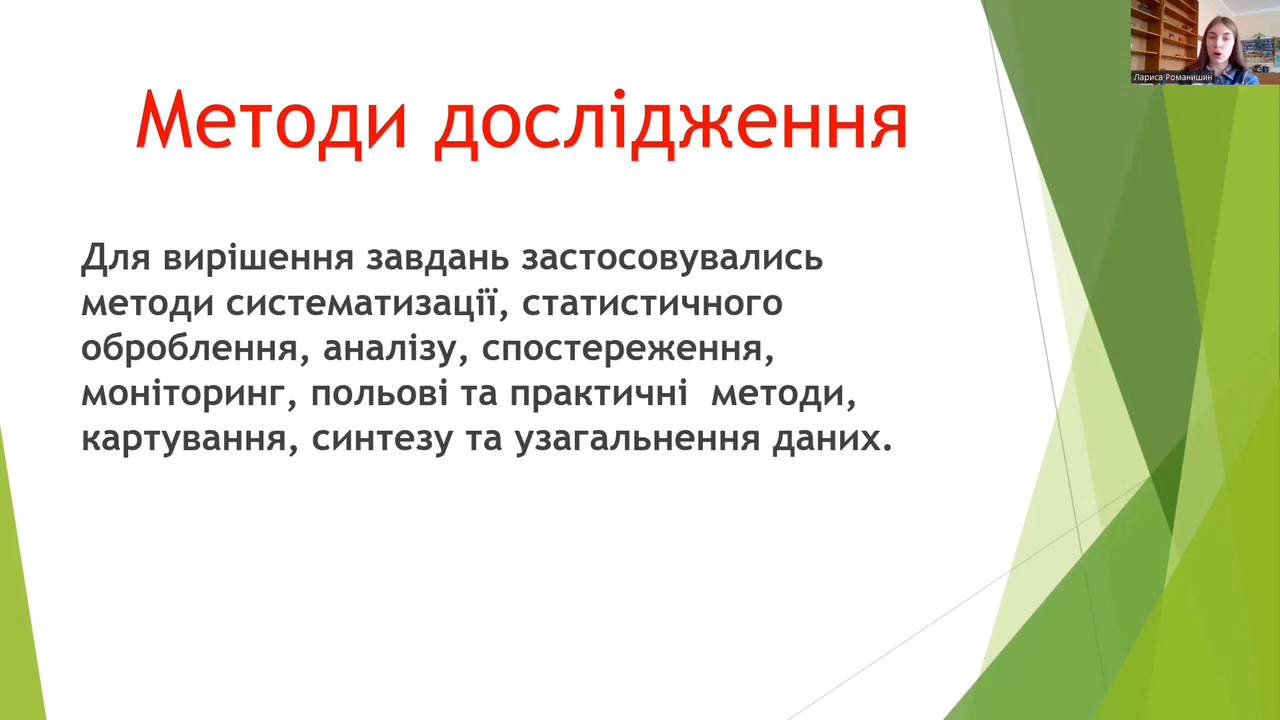 Методи дослідження
Лариса Романишин
Для вирішення завдань застосовувались
методи систематизації, статистичного
оброблення, аналізу, спостереження,
моніторинг, польові та практичні  методи,
картування, синтезу та узагальнення даних.